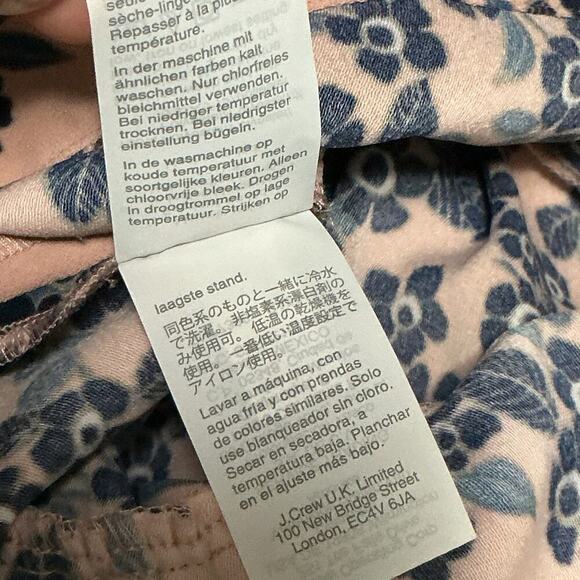 seule
sèche-linge
Repasser à la plus
température.
In der maschine mit
ähnlichen farben kalt
waschen. Nur chlorfreies
bleichmittel verwenden.
Bei niedriger temperatur
trocknen. Bei niedrigster
einstellung bügeln.
In de wasmachine op
koude temperatuur met
soortgelijke kleuren. Alleen
chloorvrije bleek. Drogen
in droogtrommel op lage
temperatuur. Strijken op
laagste stand.
同色系のものと一緒に冷水
で洗濯。非塩素系漂白剤の
み使用可。低温の乾燥機を
使用。一番低い温度設定で
アイロン使用。
Lavar a máquina, con
agua fria y con prendas
de colores similares. Solo
use blanqueador sin cloro.
Secar en secadora, a
temperatura baja. Planchar
en el ajuste más bajo.
J.Crew U.K. Limited
100 New Bridge Street
London, EC4V 6JA